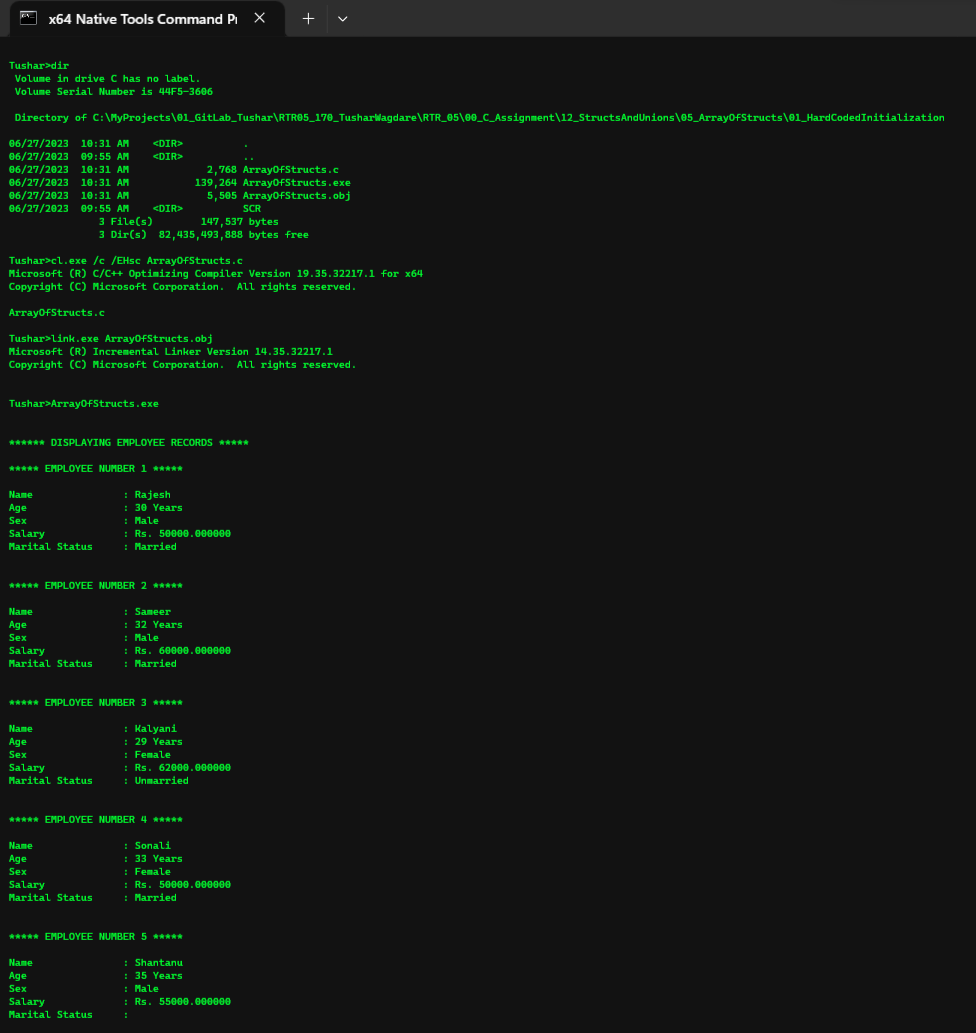 x64 Native Tools Command Pr
Tushar>dir
 Volume in drive C has no label.
 Volume Serial Number is 44F5-3606
 Directory of C:\MyProjects\01_GitLab_Tushar\RTR05_170_TusharWagdare\RTR_05\00_C_Assignment\12_StructsAndUnions\05_ArrayOfStructs\01_HardCodedInitialization
06/27/2023  10:31 AM    <DIR>          .
06/27/2023  09:55 AM    <DIR>          ..
06/27/2023  10:31 AM             2,768 ArrayOfStructs.c
06/27/2023  10:31 AM           139,264 ArrayOfStructs.exe
06/27/2023  10:31 AM             5,505 ArrayOfStructs.obj
06/27/2023  09:55 AM    <DIR>          SCR
               3 File(s)        147,537 bytes
               3 Dir(s)  82,435,493,888 bytes free
Tushar>cl.exe /c /EHsc ArrayOfStructs.c
Microsoft (R) C/C++ Optimizing Compiler Version 19.35.32217.1 for x64
Copyright (C) Microsoft Corporation.  All rights reserved.
ArrayOfStructs.c
Tushar>link.exe ArrayOfStructs.obj
Microsoft (R) Incremental Linker Version 14.35.32217.1
Copyright (C) Microsoft Corporation.  All rights reserved.
Tushar>ArrayOfStructs.exe
****** DISPLAYING EMPLOYEE RECORDS *****
***** EMPLOYEE NUMBER 1 *****
Name               : Rajesh
Age                : 30 Years
Sex                : Male
Salary             : Rs. 50000.000000
Marital Status     : Married
***** EMPLOYEE NUMBER 2 *****
Name               : Sameer
Age                : 32 Years
Sex                : Male
Salary             : Rs. 60000.000000
Marital Status     : Married
***** EMPLOYEE NUMBER 3 *****
Name               : Kalyani
Age                : 29 Years
Sex                : Female
Salary             : Rs. 62000.000000
Marital Status     : Unmarried
***** EMPLOYEE NUMBER 4 *****
Name               : Sonali
Age                : 33 Years
Sex                : Female
Salary             : Rs. 50000.000000
Marital Status     : Married
***** EMPLOYEE NUMBER 5 *****
Name               : Shantanu
Age                : 35 Years
Sex                : Male
Salary             : Rs. 55000.000000
Marital Status     :